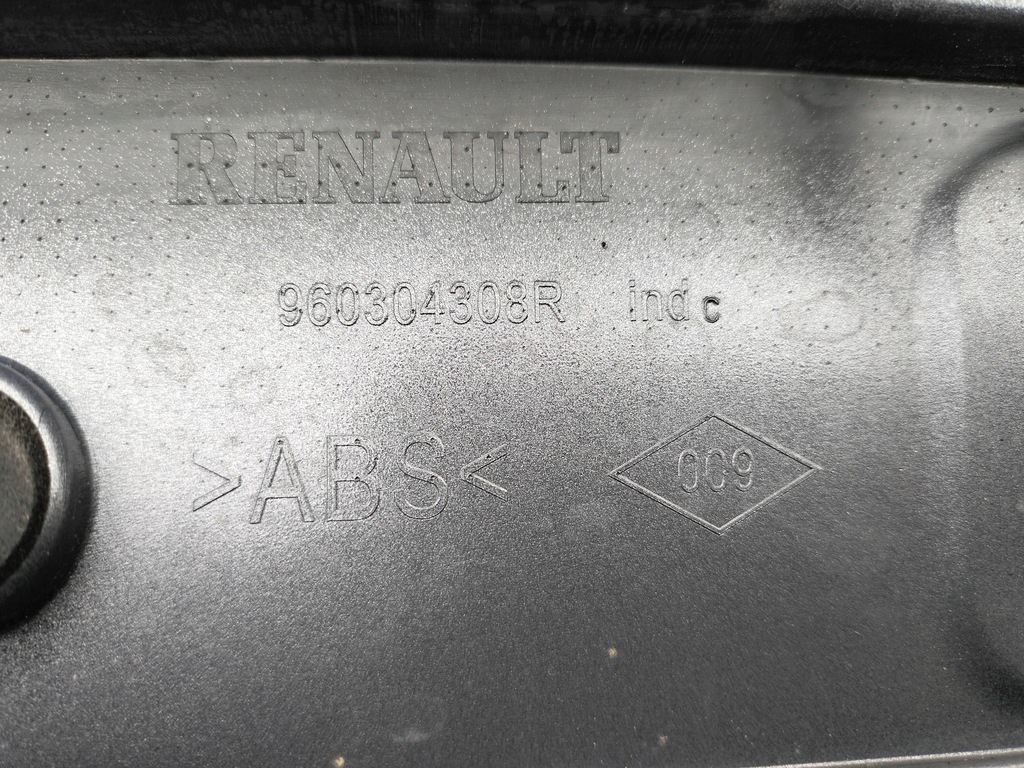 RENAULT
960304308R ind c
>ABS< 009